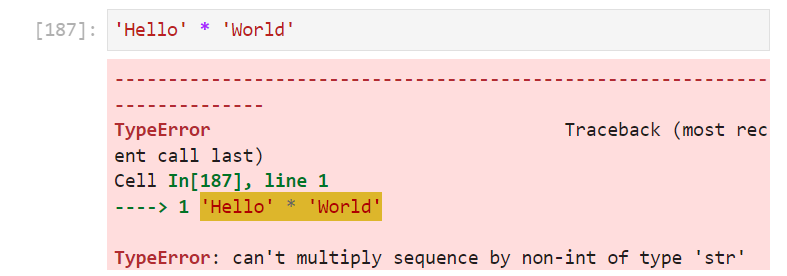 [187]: 'Hello' * 'World'
---------------------------------------------------------------------------
TypeError                                 Traceback (most rec
ent call last)
Cell In[187], line 1
----> 1 'Hello' * 'World'
TypeError: can't multiply sequence by non-int of type 'str'